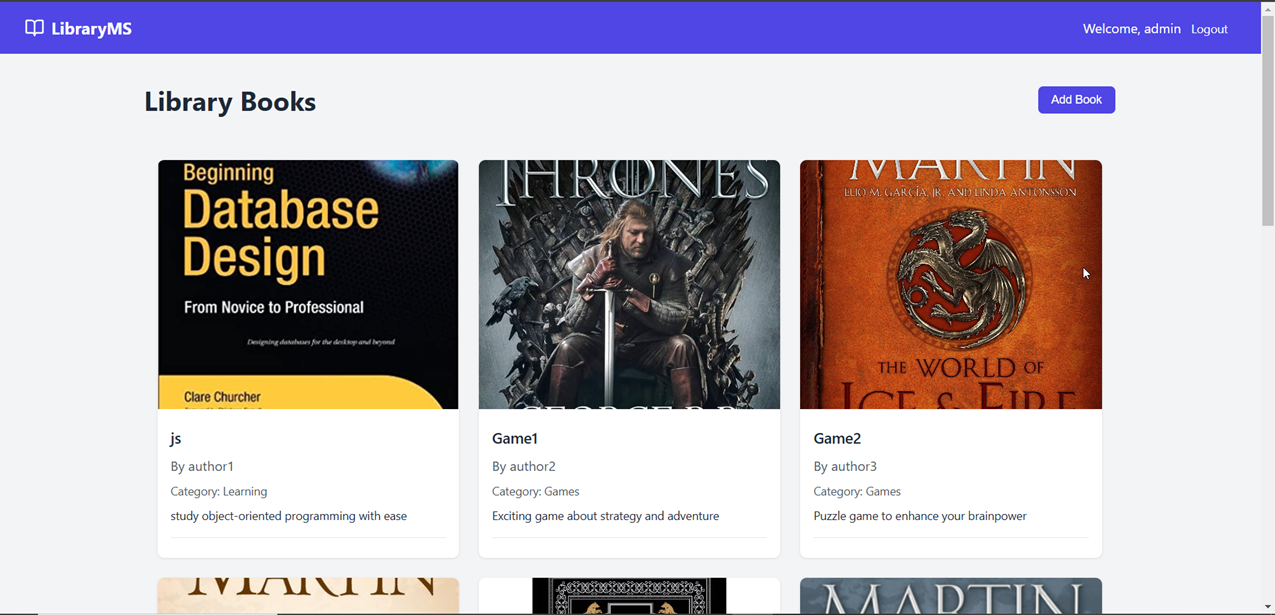 LibraryMS
Welcome, admin Logout
Library Books
Add Book
Beginning
Database
Design
From Novice to Professional
Designing databases for the desktop and beyond
Clare Churcher
THRONES
GEORGE R.R.
MARTIN
ELIO M. GARCÍA, JR. AND LINDA ANTONSSON
THE WORLD OF
ICE & FIRE
js
By author1
Category: Learning
study object-oriented programming with ease
Game1
By author2
Category: Games
Exciting game about strategy and adventure
Game2
By author3
Category: Games
Puzzle game to enhance your brainpower
MARTIN
MARTIN